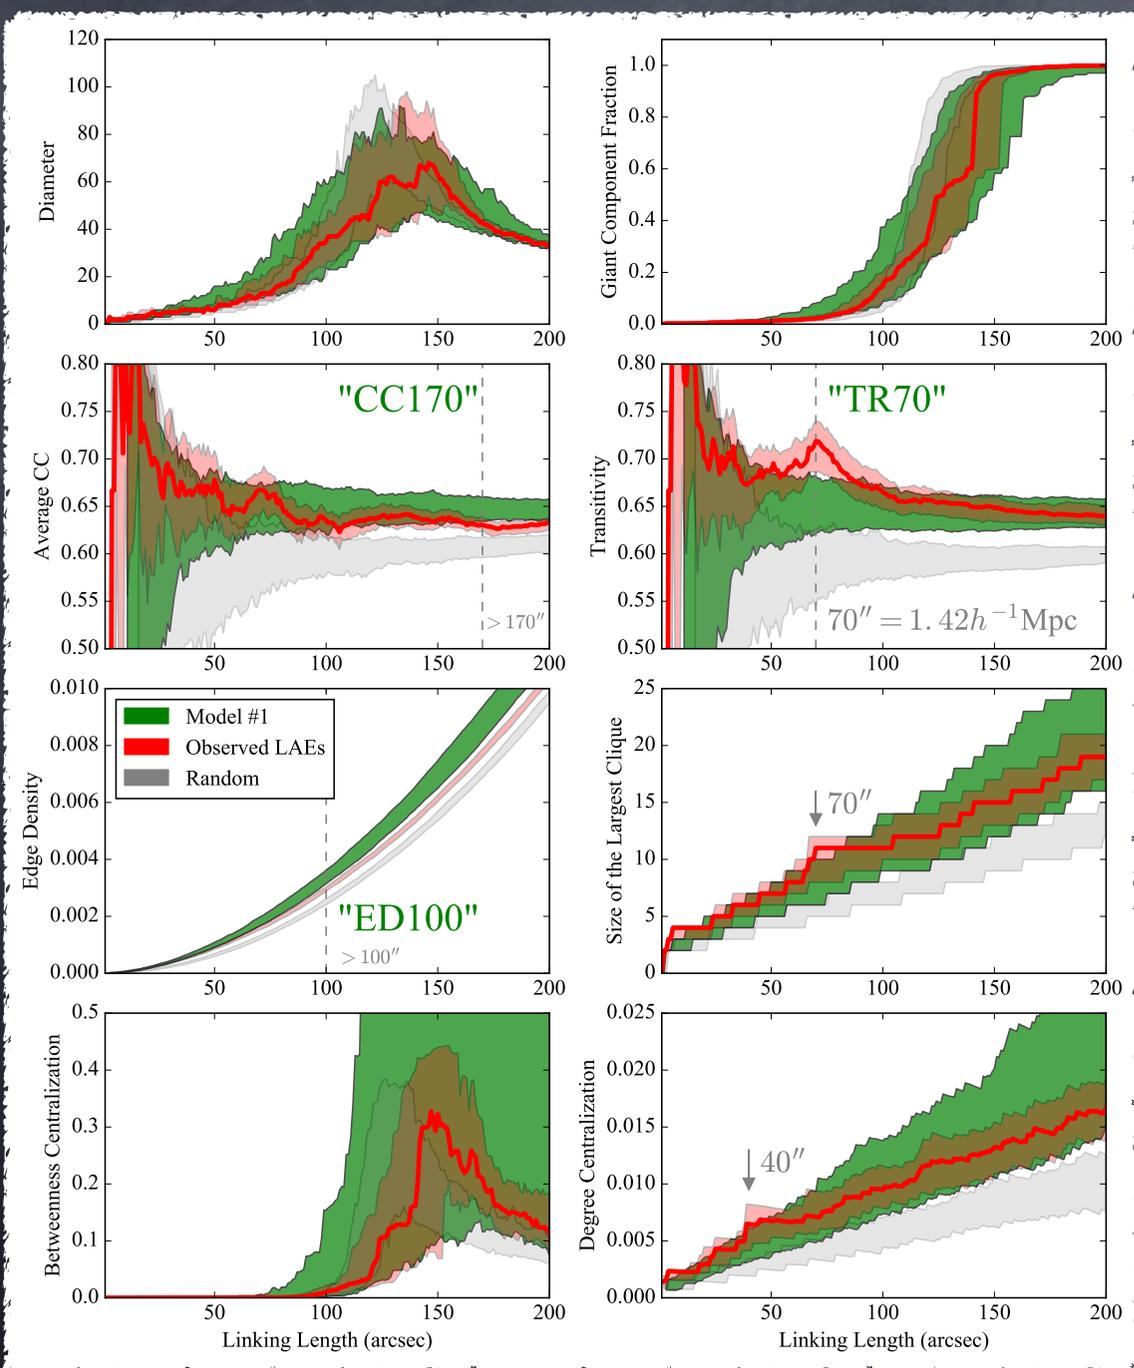 120
100
80
60
40
20
0
Diameter
50 100 150 200
1.0
0.8
0.6
0.4
0.2
0.0
Giant Component Fraction
50 100 150 200
0.80
0.75
0.70
0.65
0.60
0.55
0.50
Average CC
"CC170"
> 170″
50 100 150 200
0.80
0.75
0.70
0.65
0.60
0.55
0.50
Transitivity
"TR70"
70″ = 1.42h⁻¹Mpc
50 100 150 200
0.010
0.008
0.006
0.004
0.002
0.000
Edge Density
Model #1
Observed LAEs
Random
"ED100"
> 100″
50 100 150 200
25
20
15
10
5
0
Size of the Largest Clique
70″
50 100 150 200
0.5
0.4
0.3
0.2
0.1
0.0
Betweenness Centralization
50 100 150 200
Linking Length (arcsec)
0.025
0.020
0.015
0.010
0.005
0.000
Degree Centralization
40″
50 100 150 200
Linking Length (arcsec)